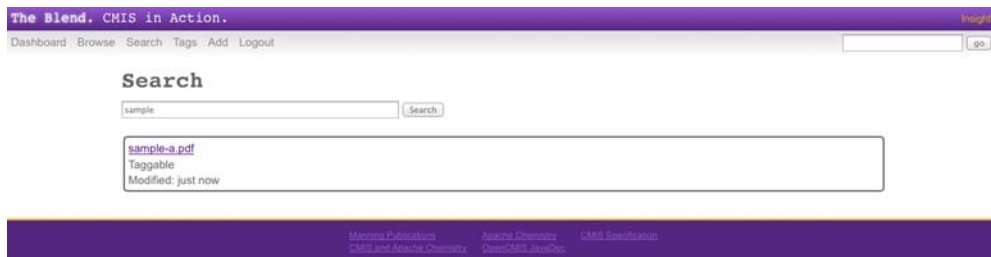 The Blend. CMIS in Action. Insight
Dashboard Browse Search Tags Add Logout go
Search
sample Search
sample-a.pdf
Taggable
Modified: just now
Manning Publications Apache Chemistry CMIS Specification
CMIS and Apache Chemistry OpenCMIS JavaDoc